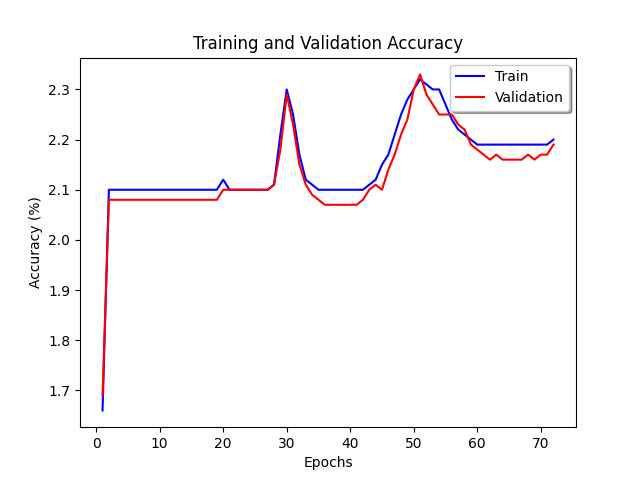 Training and Validation Accuracy
Train
Validation
2.3
2.2
2.1
2.0
1.9
1.8
1.7
Accuracy (%)
0 10 20 30 40 50 60 70
Epochs